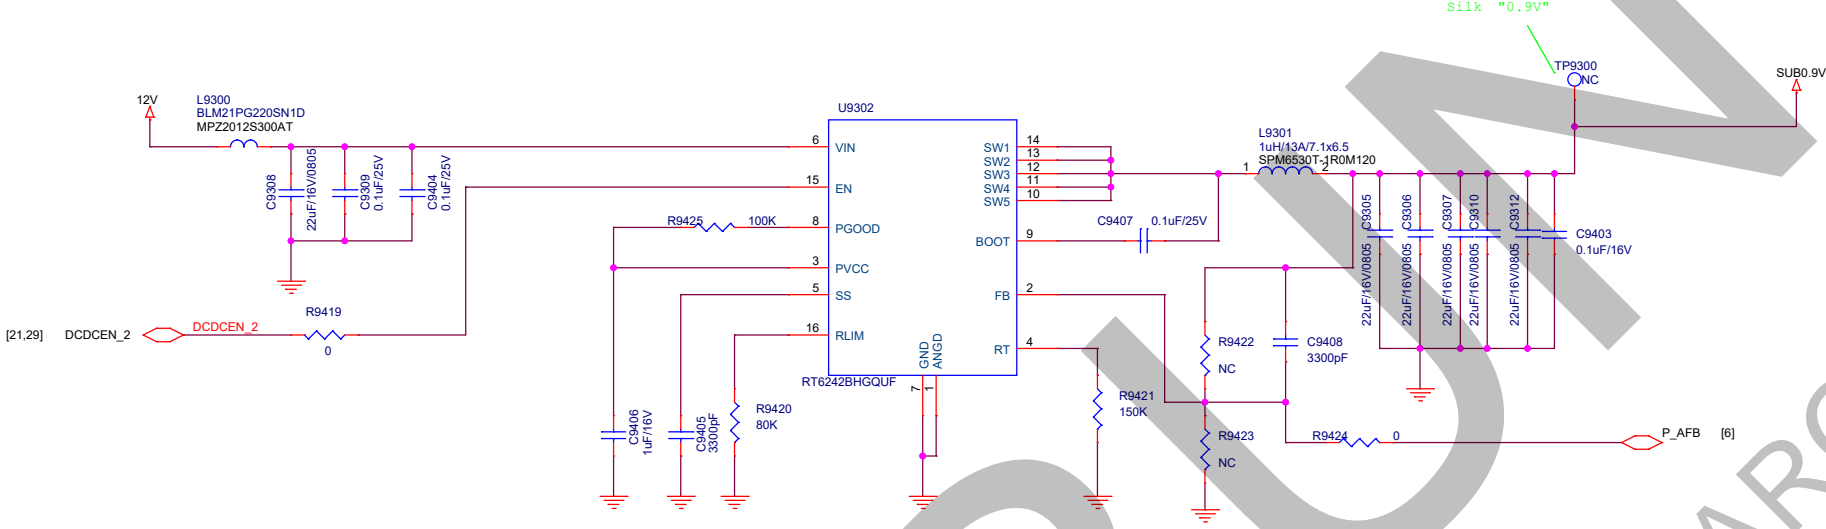 Silk "0.9V"
TP9300
NC
SUB0.9V
12V
L9300
BLM21PG220SN1D
MPZ2012S300AT
U9302
C9308
22uF/16V/0805
C9309
0.1uF/25V
C9404
0.1uF/25V
6
VIN
15
EN
8
PGOOD
3
PVCC
5
SS
16
RLIM
SW1
14
SW2
13
SW3
12
SW4
11
SW5
10
BOOT
9
FB
2
RT
4
GND
7
ANGD
1
RT6242BHGQUF
L9301
1uH/13A/7.1x6.5
SPM6530T-1R0M120
1
2
C9407
0.1uF/25V
C9305
22uF/16V/0805
C9306
22uF/16V/0805
C9307
22uF/16V/0805
C9310
22uF/16V/0805
C9312
22uF/16V/0805
C9403
0.1uF/16V
R9425
100K
[21,29]
DCDCEN_2
DCDCEN_2
R9419
0
C9406
1uF/16V
C9405
3300pF
R9420
80K
R9421
150K
R9422
NC
C9408
3300pF
R9423
NC
R9424
0
P_AFB
[6]